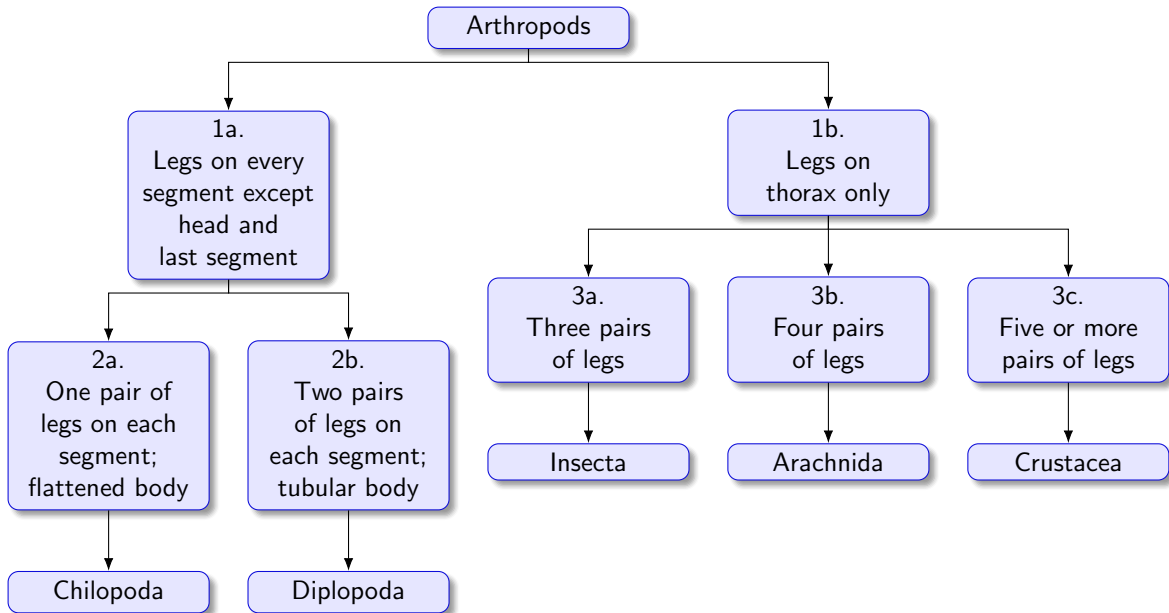 Arthropods
1a.
Legs on every
segment except
head and
last segment
1b.
Legs on
thorax only
2a.
One pair of
legs on each
segment;
flattened body
2b.
Two pairs
of legs on
each segment;
tubular body
3a.
Three pairs
of legs
3b.
Four pairs
of legs
3c.
Five or more
pairs of legs
Chilopoda
Diplopoda
Insecta
Arachnida
Crustacea